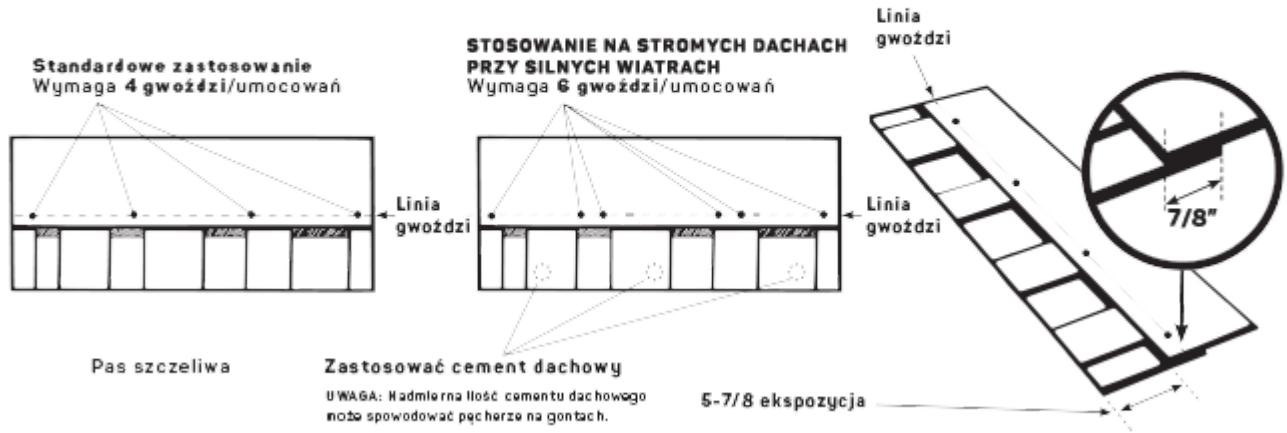 Standardowe zastosowanie
Wymaga 4 gwoździ/umocowań
Linia
gwoździ
Pas szczeliwa
STOSOWANIE NA STROMYCH DACHACH
PRZY SILNYCH WIATRACH
Wymaga 6 gwoździ/umocowań
Linia
gwoździ
Zastosować cement dachowy
UWAGA: Nadmierna ilość cementu dachowego
może spowodować pęcherze na gontach.
Linia
gwoździ
7/8"
5-7/8 ekspozycja